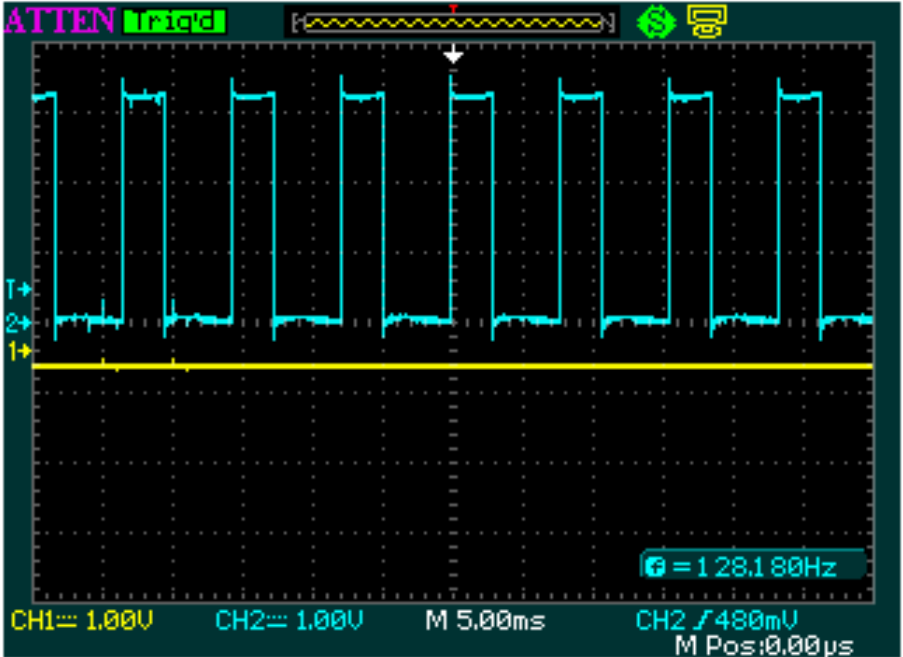 ATTEN Trig'd T S
T
2
1
f=128.180Hz
CH1 1.00V CH2 1.00V M 5.00ms CH2 480mV
M Pos:0.00µs